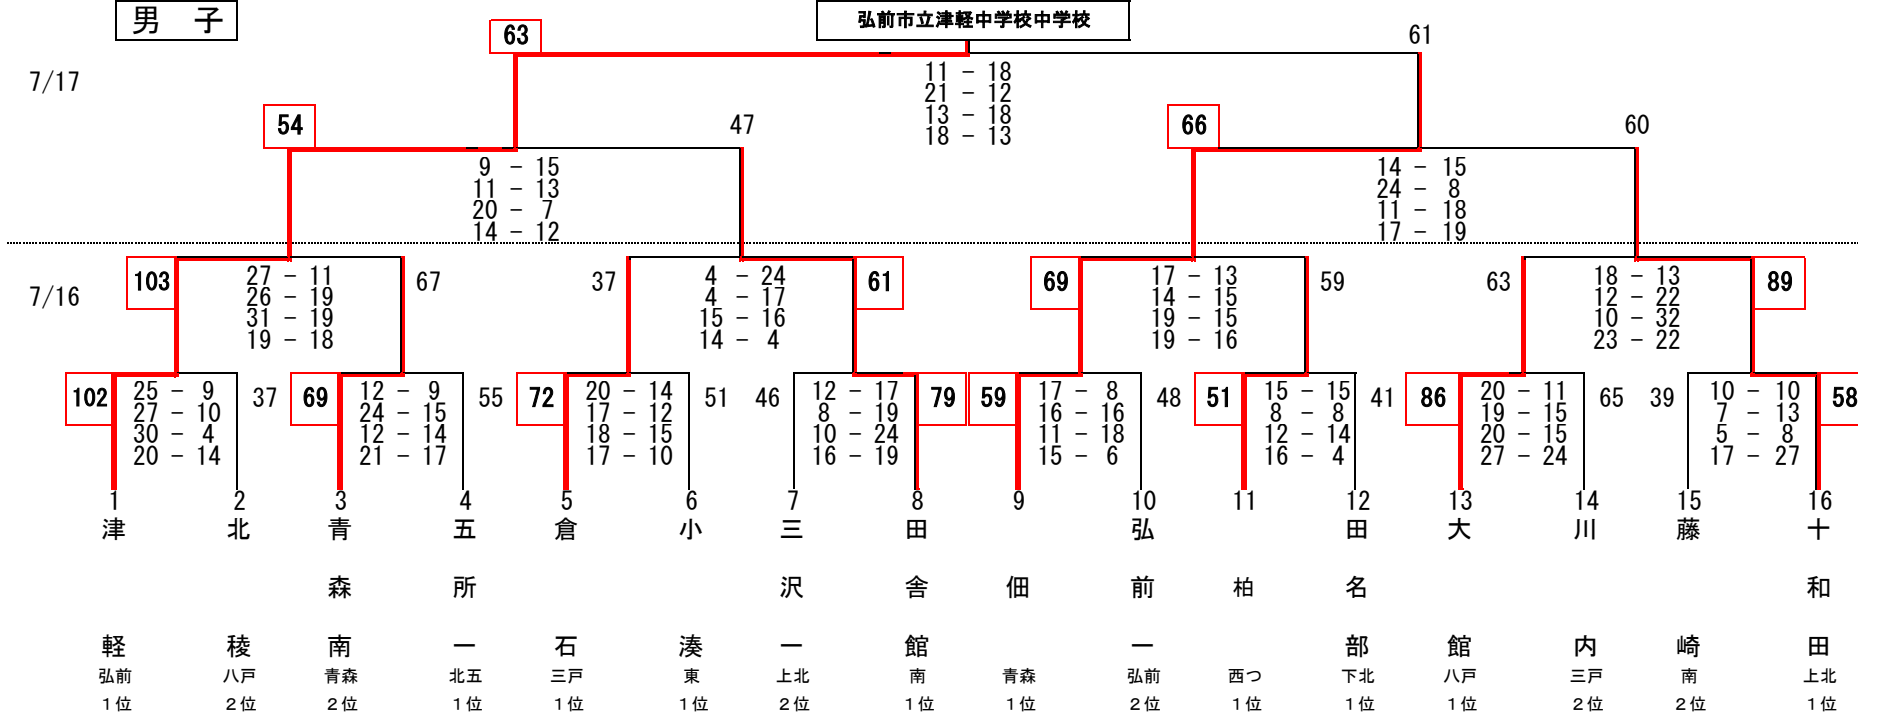 男 子
弘前市立津軽中学校中学校
63 61
7/17
11 - 18
21 - 12
13 - 18
18 - 13
54 47 66 60
9 - 15 14 - 15
11 - 13 24 - 8
20 - 7 11 - 18
14 - 12 17 - 19
7/16
103 67 37 61 69 59 63 89
27 - 11 4 - 24 17 - 13 18 - 13
26 - 19 4 - 17 14 - 15 12 - 22
31 - 19 15 - 16 19 - 15 10 - 32
19 - 18 14 - 4 19 - 16 23 - 22
102 37 69 55 72 51 46 79 59 48 51 41 86 65 39 58
25 - 9 12 - 9 20 - 14 12 - 17 17 - 8 15 - 15 20 - 11 10 - 10
27 - 10 24 - 15 17 - 12 8 - 19 16 - 16 8 - 8 19 - 15 7 - 13
30 - 4 12 - 14 18 - 15 10 - 24 11 - 18 12 - 14 20 - 15 5 - 8
20 - 14 21 - 17 17 - 10 16 - 19 15 - 6 16 - 4 27 - 24 17 - 27
1 2 3 4 5 6 7 8 9 10 11 12 13 14 15 16
津軽
北稜
青森南
五所一
倉石
小湊
三沢一
田舎館
佃
弘前一
柏
田名部
大館
川内
藤崎
十和田
弘前 八戸 青森 北五 三戸 東 上北 南 青森 弘前 西つ 下北 八戸 三戸 南 上北
1位 2位 2位 1位 1位 1位 2位 1位 1位 2位 1位 1位 1位 2位 2位 1位